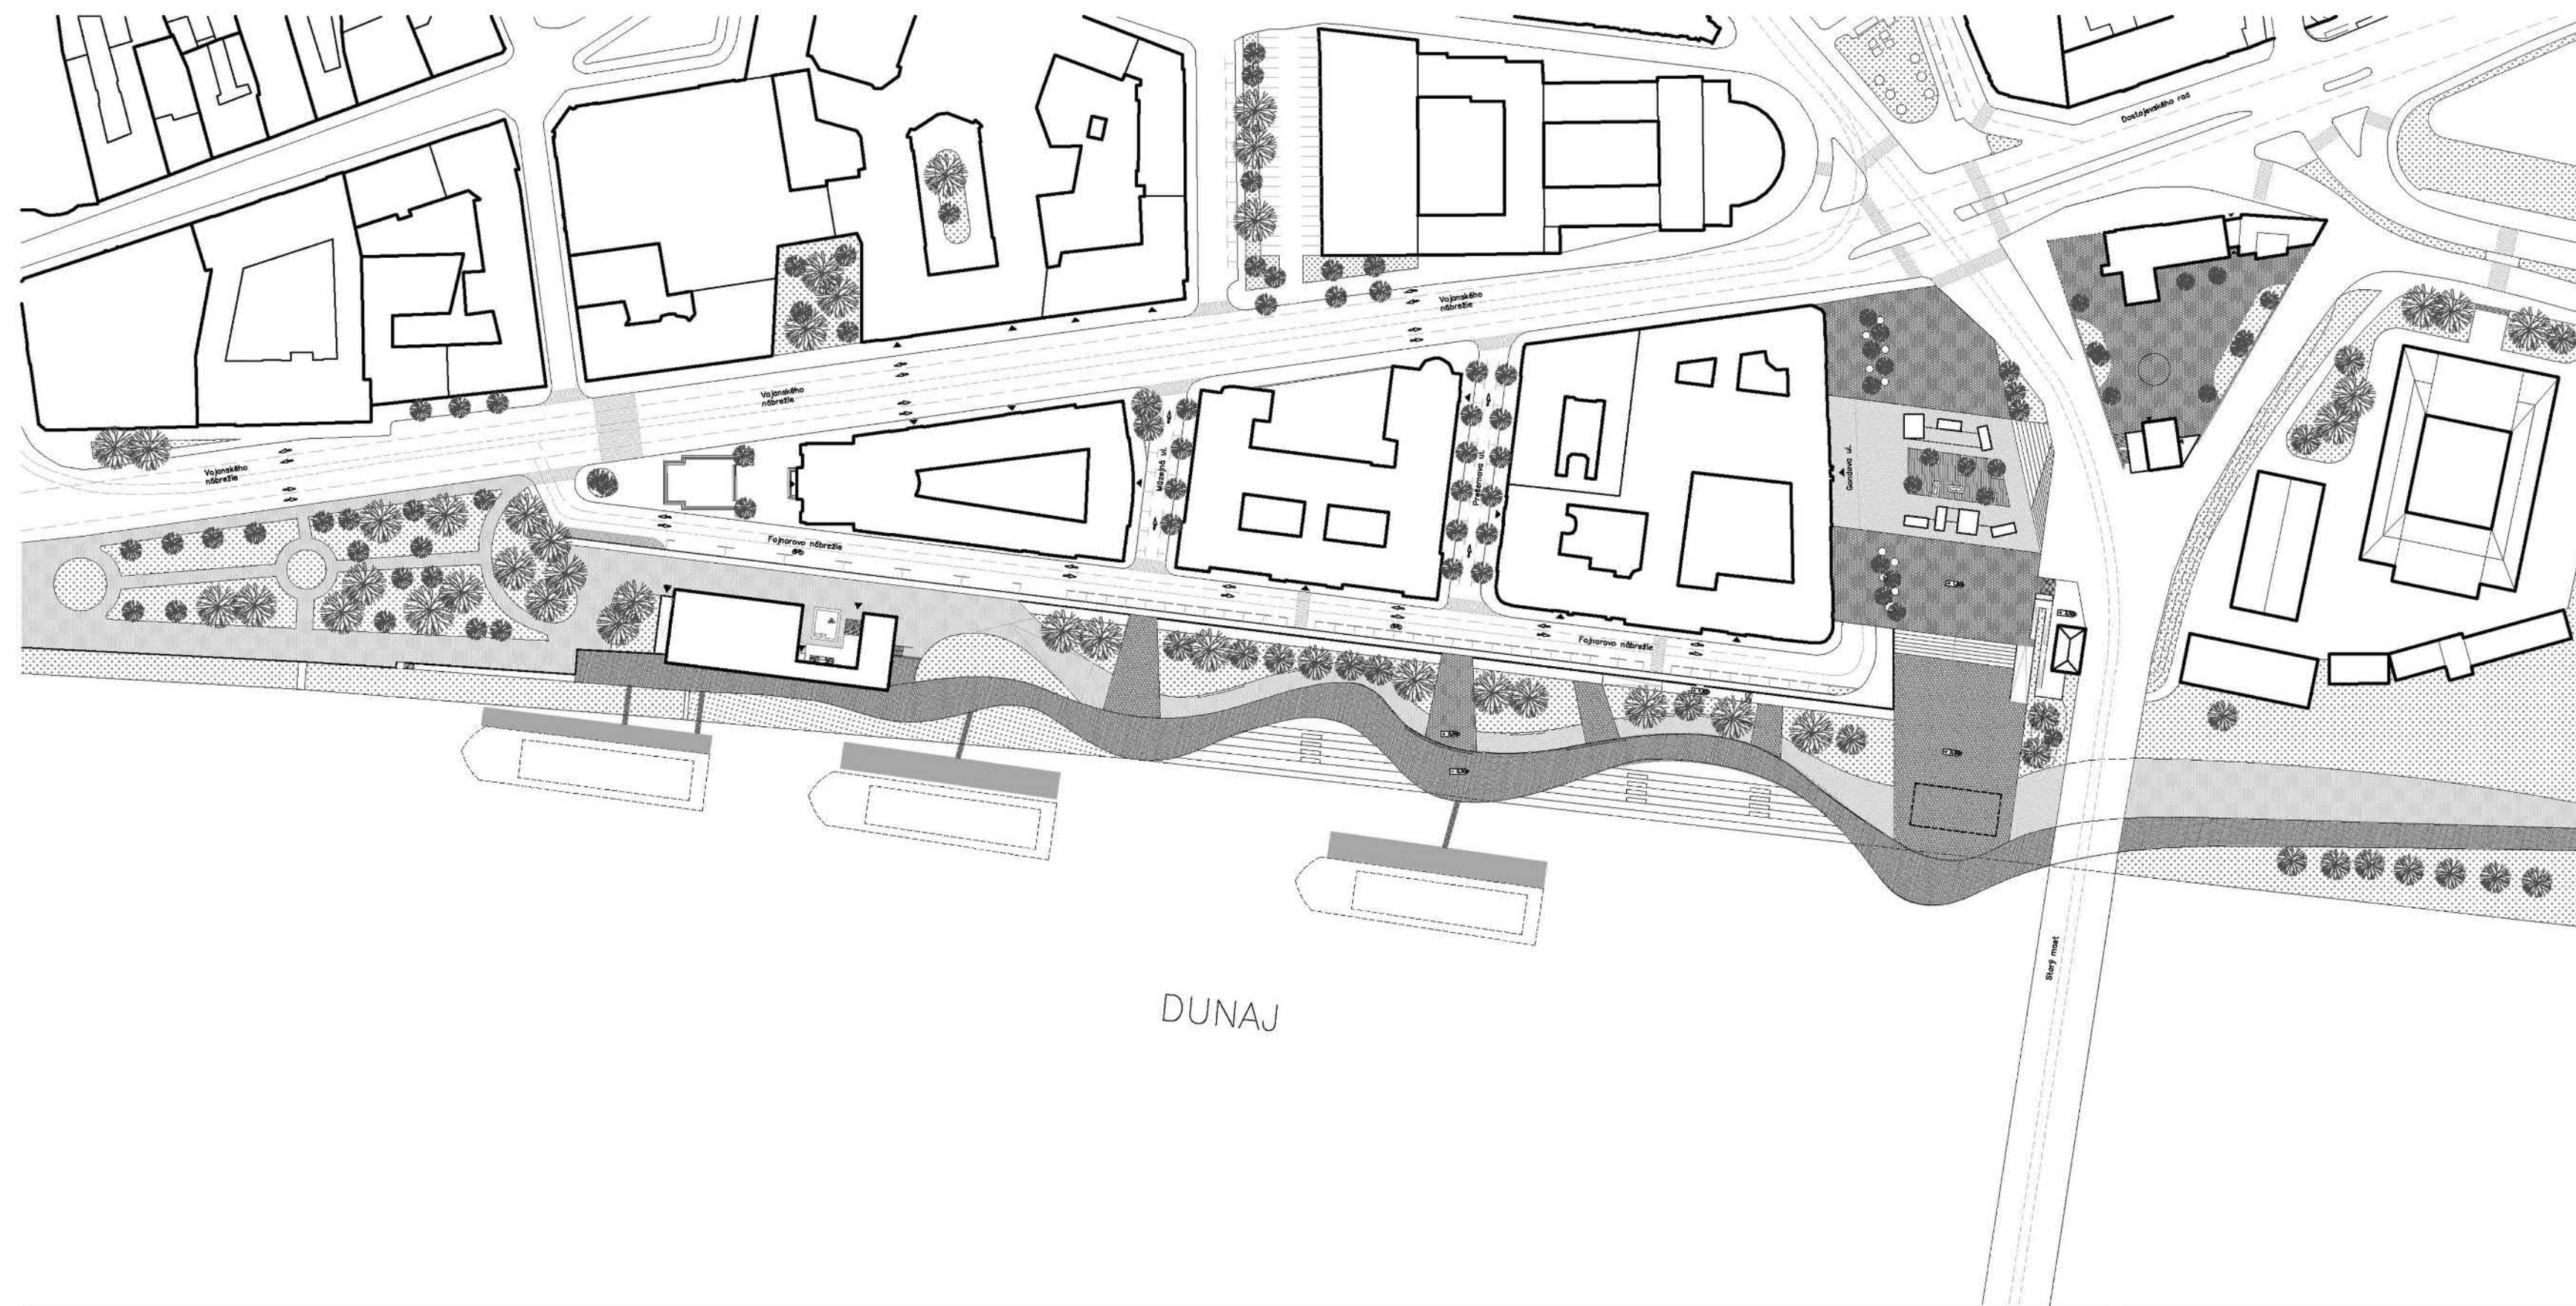 Dostojevského rad
Vajanského
nábrežie
Vajanského
nábrežie
Vajanského
nábrežie
Múzejná ul.
Prešernova ul.
Gondova ul.
Fajnorovo nábrežie
Fajnorovo nábrežie
Starý most
DUNAJ